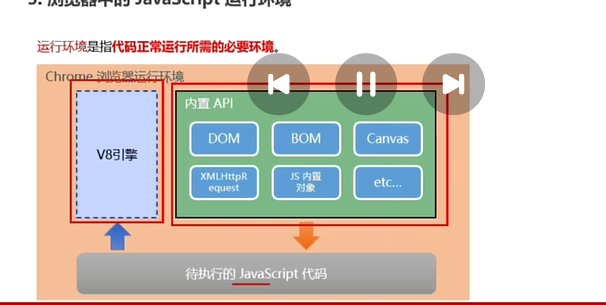 3. 浏览器中的 JavaScript 运行环境
运行环境是指代码正常运行所需的必要环境。
Chrome 浏览器运行环境
V8引擎
内置 API
DOM
BOM
Canvas
XMLHttpR
equest
JS 内置
对象
etc...
待执行的 JavaScript 代码